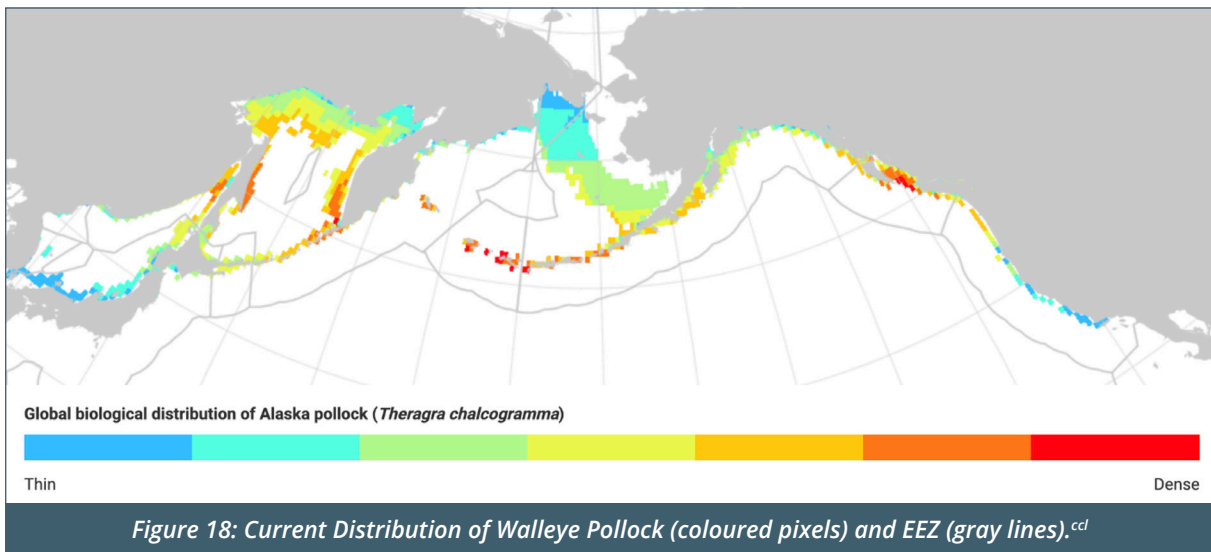 Global biological distribution of Alaska pollock (Theragra chalcogramma)
Thin Dense
Figure 18: Current Distribution of Walleye Pollock (coloured pixels) and EEZ (gray lines).ccl